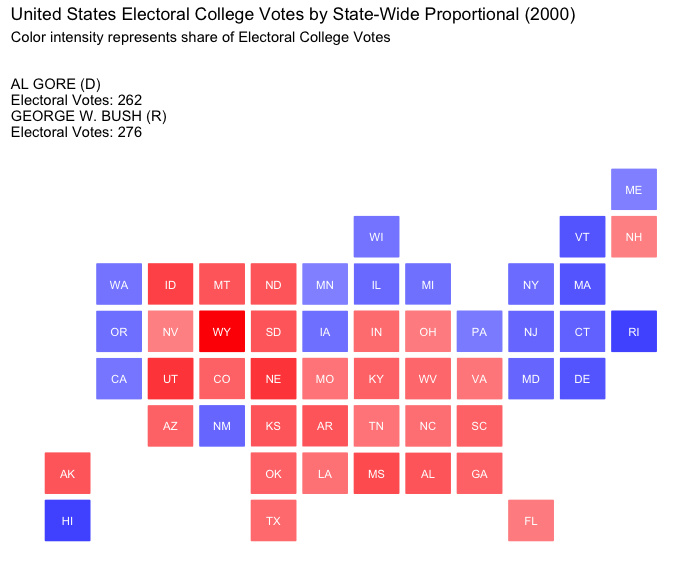 United States Electoral College Votes by State-Wide Proportional (2000)
Color intensity represents share of Electoral College Votes
AL GORE (D)
Electoral Votes: 262
GEORGE W. BUSH (R)
Electoral Votes: 276
ME
WI VT NH
WA ID MT ND MN IL MI NY MA
OR NV WY SD IA IN OH PA NJ CT RI
CA UT CO NE MO KY WV VA MD DE
AZ NM KS AR TN NC SC
AK OK LA MS AL GA
HI TX FL